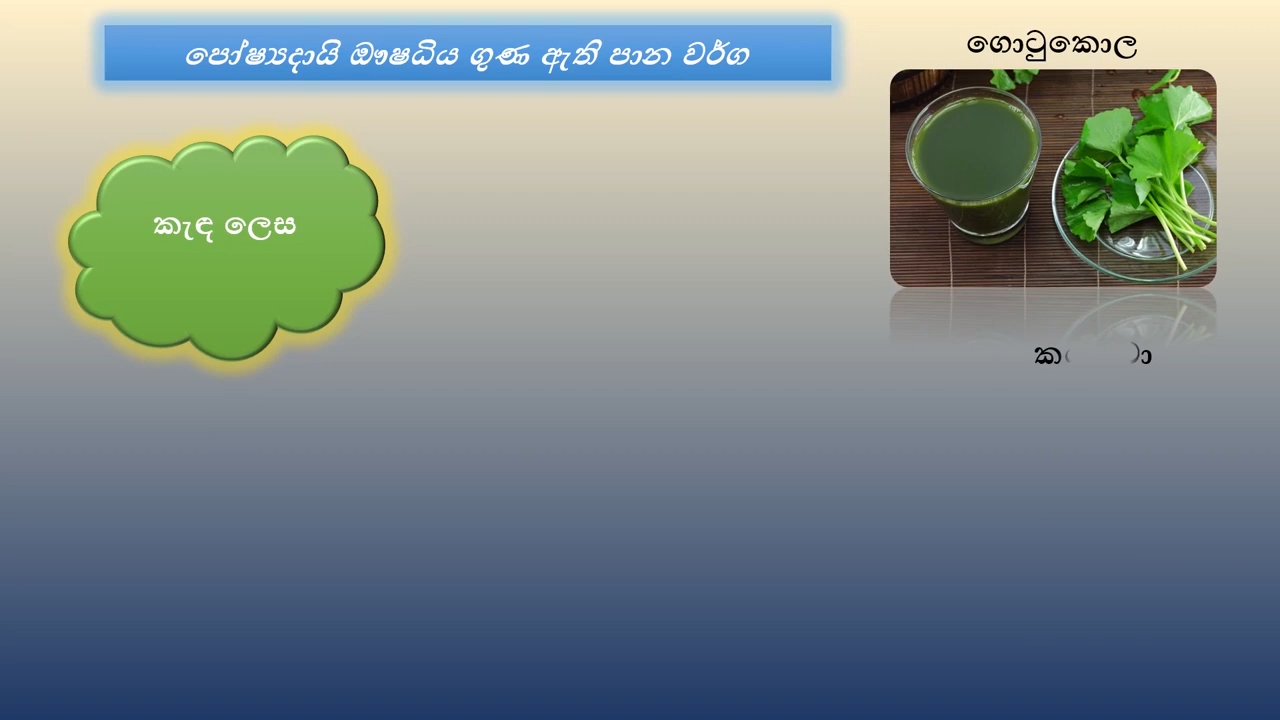 පෝෂ්‍යදායි ඖෂධිය ගුණ ඇති පාන වර්ග
ගොටුකොල
කැඳ ලෙස